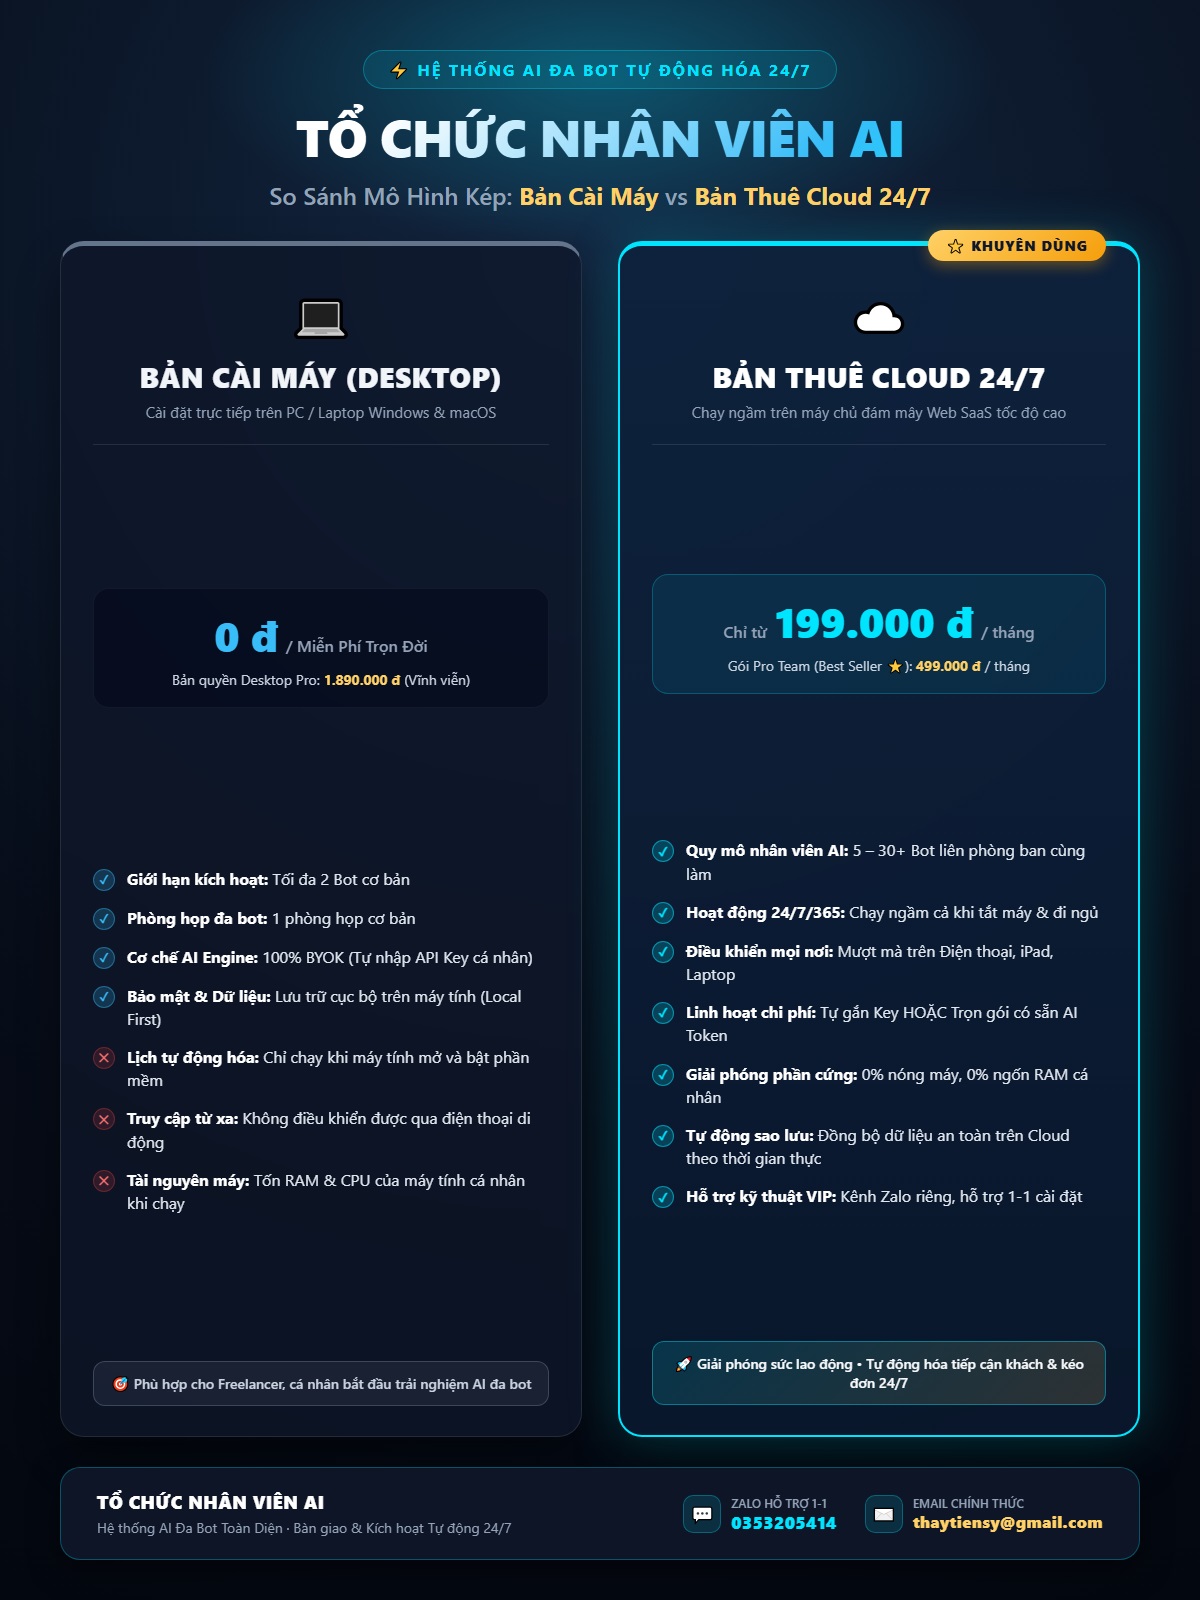 ⚡ HỆ THỐNG AI ĐA BOT TỰ ĐỘNG HÓA 24/7
TỔ CHỨC NHÂN VIÊN AI
So Sánh Mô Hình Kép: Bản Cài Máy vs Bản Thuê Cloud 24/7
BẢN CÀI MÁY (DESKTOP)
Cài đặt trực tiếp trên PC / Laptop Windows & macOS
0 đ / Miễn Phí Trọn Đời
Bản quyền Desktop Pro: 1.890.000 đ (Vĩnh viễn)
✓ Giới hạn kích hoạt: Tối đa 2 Bot cơ bản
✓ Phòng họp đa bot: 1 phòng họp cơ bản
✓ Cơ chế AI Engine: 100% BYOK (Tự nhập API Key cá nhân)
✓ Bảo mật & Dữ liệu: Lưu trữ cục bộ trên máy tính (Local
First)
✕ Lịch tự động hóa: Chỉ chạy khi máy tính mở và bật phần
mềm
✕ Truy cập từ xa: Không điều khiển được qua điện thoại di
động
✕ Tài nguyên máy: Tốn RAM & CPU của máy tính cá nhân
khi chạy
🎯 Phù hợp cho Freelancer, cá nhân bắt đầu trải nghiệm AI đa bot
☆ KHUYÊN DÙNG
BẢN THUÊ CLOUD 24/7
Chạy ngầm trên máy chủ đám mây Web SaaS tốc độ cao
Chỉ từ 199.000 đ / tháng
Gói Pro Team (Best Seller ⭐): 499.000 đ / tháng
✓ Quy mô nhân viên AI: 5 – 30+ Bot liên phòng ban cùng
làm
✓ Hoạt động 24/7/365: Chạy ngầm cả khi tắt máy & đi ngủ
✓ Điều khiển mọi nơi: Mượt mà trên Điện thoại, iPad,
Laptop
✓ Linh hoạt chi phí: Tự gắn Key HOẶC Trọn gói có sẵn AI
Token
✓ Giải phóng phần cứng: 0% nóng máy, 0% ngốn RAM cá
nhân
✓ Tự động sao lưu: Đồng bộ dữ liệu an toàn trên Cloud
theo thời gian thực
✓ Hỗ trợ kỹ thuật VIP: Kênh Zalo riêng, hỗ trợ 1-1 cài đặt
🚀 Giải phóng sức lao động • Tự động hóa tiếp cận khách & kéo
đơn 24/7
TỔ CHỨC NHÂN VIÊN AI
Hệ thống AI Đa Bot Toàn Diện · Bàn giao & Kích hoạt Tự động 24/7
ZALO HỖ TRỢ 1-1
0353205414
EMAIL CHÍNH THỨC
thaytiensy@gmail.com